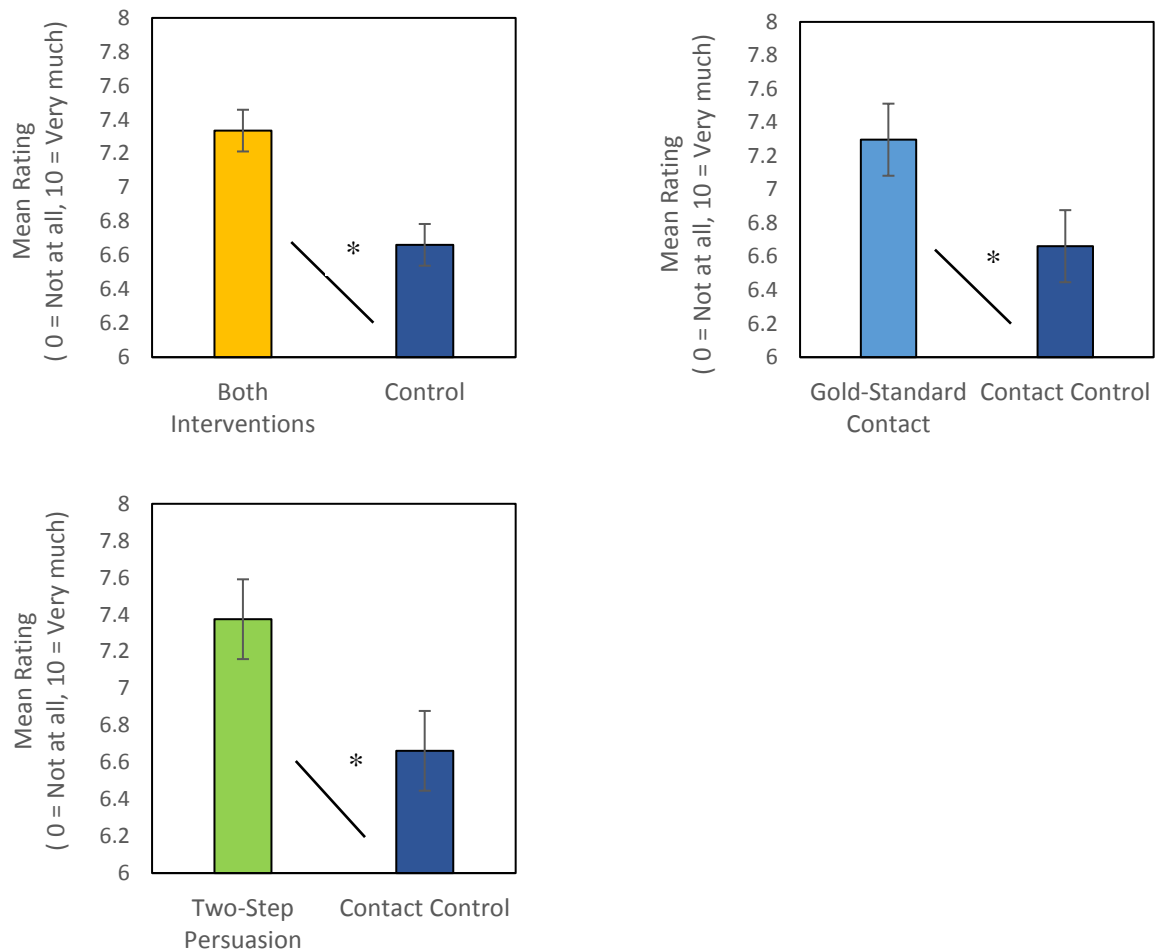 Mean Rating
( 0 = Not at all, 10 = Very much)
8
7.8
7.6
7.4
7.2
7
6.8
6.6
6.4
6.2
6
*
Both
Interventions
Control
Mean Rating
( 0 = Not at all, 10 = Very much)
8
7.8
7.6
7.4
7.2
7
6.8
6.6
6.4
6.2
6
*
Gold-Standard
Contact
Contact Control
Mean Rating
( 0 = Not at all, 10 = Very much)
8
7.8
7.6
7.4
7.2
7
6.8
6.6
6.4
6.2
6
*
Two-Step
Persuasion
Contact Control